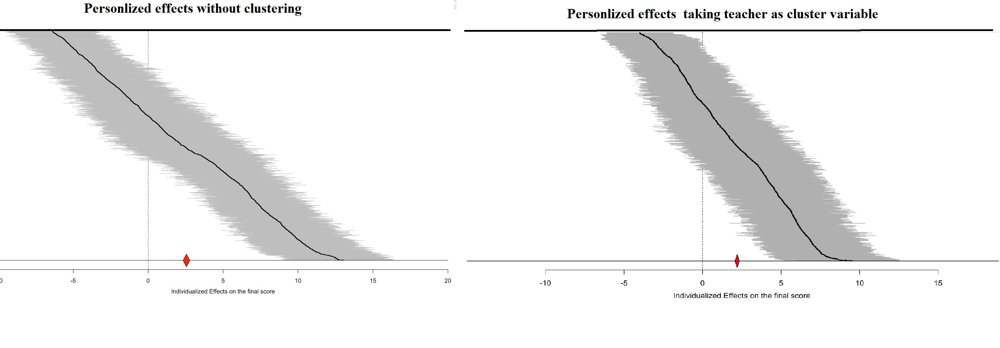 Personlized effects without clustering
Personlized effects taking teacher as cluster variable
0 -5 0 5 10 15 20
Individualized Effects on the final score
-10 -5 0 5 10 15
Individualized Effects on the final score